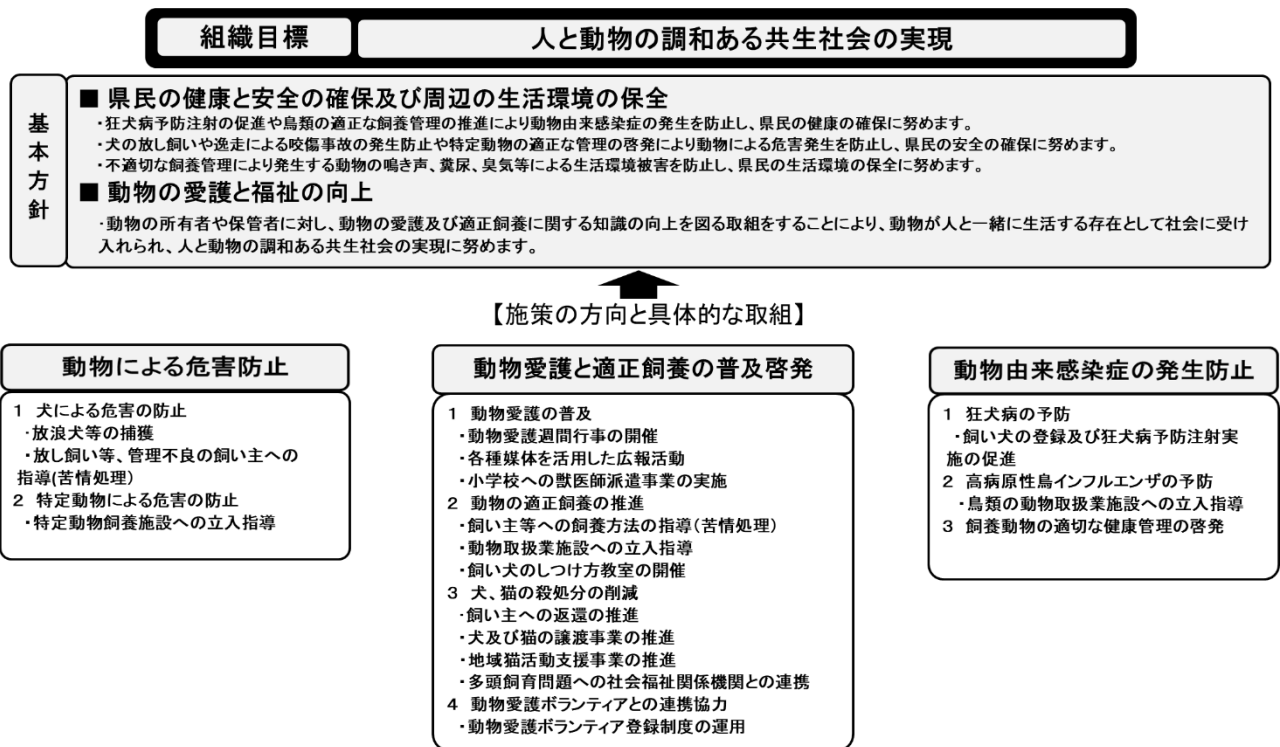 組織目標
人と動物の調和ある共生社会の実現
基本方針
■ 県民の健康と安全の確保及び周辺の生活環境の保全
・狂犬病予防注射の促進や鳥類の適正な飼養管理の推進により動物由来感染症の発生を防止し、県民の健康の確保に努めます。
・犬の放し飼いや逸走による咬傷事故の発生防止や特定動物の適正な管理の啓発により動物による危害発生を防止し、県民の安全の確保に努めます。
・不適切な飼養管理により発生する動物の鳴き声、糞尿、臭気等による生活環境被害を防止し、県民の生活環境の保全に努めます。
■ 動物の愛護と福祉の向上
・動物の所有者や保管者に対し、動物の愛護及び適正飼養に関する知識の向上を図る取組をすることにより、動物が人と一緒に生活する存在として社会に受け
入れられ、人と動物の調和ある共生社会の実現に努めます。
【施策の方向と具体的な取組】
動物による危害防止
1 犬による危害の防止
・放浪犬等の捕獲
・放し飼い等、管理不良の飼い主への
指導(苦情処理)
2 特定動物による危害の防止
・特定動物飼養施設への立入指導
動物愛護と適正飼養の普及啓発
1 動物愛護の普及
・動物愛護週間行事の開催
・各種媒体を活用した広報活動
・小学校への獣医師派遣事業の実施
2 動物の適正飼養の推進
・飼い主等への飼養方法の指導(苦情処理)
・動物取扱業施設への立入指導
・飼い犬のしつけ方教室の開催
3 犬、猫の殺処分の削減
・飼い主への返還の推進
・犬及び猫の譲渡事業の推進
・地域猫活動支援事業の推進
・多頭飼育問題への社会福祉関係機関との連携
4 動物愛護ボランティアとの連携協力
・動物愛護ボランティア登録制度の運用
動物由来感染症の発生防止
1 狂犬病の予防
・飼い犬の登録及び狂犬病予防注射実
施の促進
2 高病原性鳥インフルエンザの予防
・鳥類の動物取扱業施設への立入指導
3 飼養動物の適切な健康管理の啓発